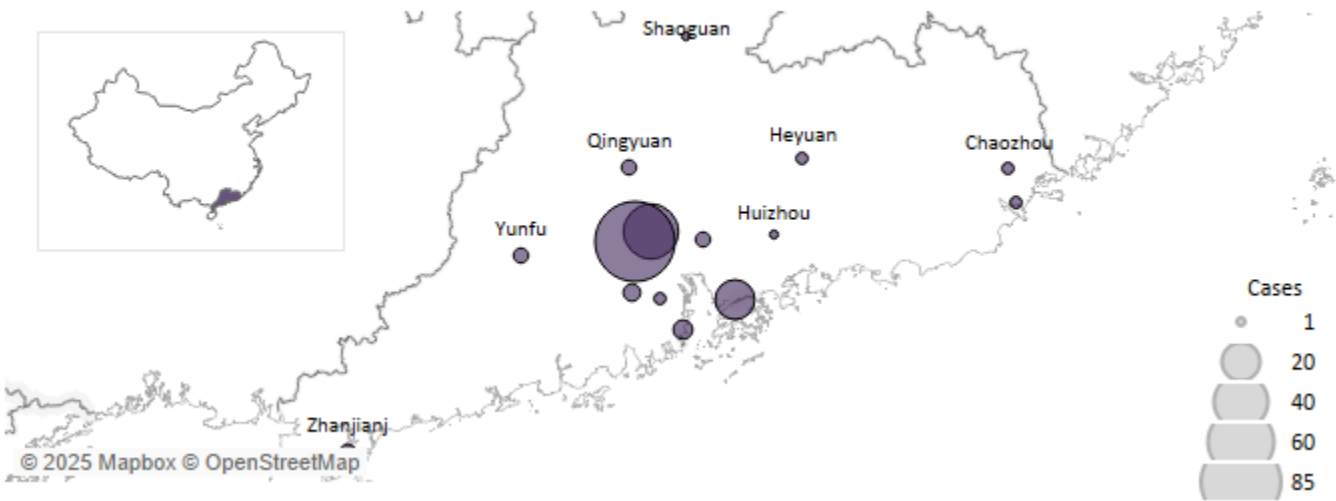 Shaoguan
Qingyuan
Heyuan
Chaozhou
Yunfu
Huizhou
Cases
1
20
40
60
85
Zhanjianj
© 2025 Mapbox © OpenStreetMap